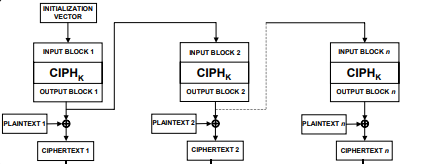 INITIALIZATION
VECTOR
INPUT BLOCK 1
CIPHK
OUTPUT BLOCK 1
PLAINTEXT 1
CIPHERTEXT 1
INPUT BLOCK 2
CIPHK
OUTPUT BLOCK 2
PLAINTEXT 2
CIPHERTEXT 2
INPUT BLOCK n
CIPHK
OUTPUT BLOCK n
PLAINTEXT n
CIPHERTEXT n